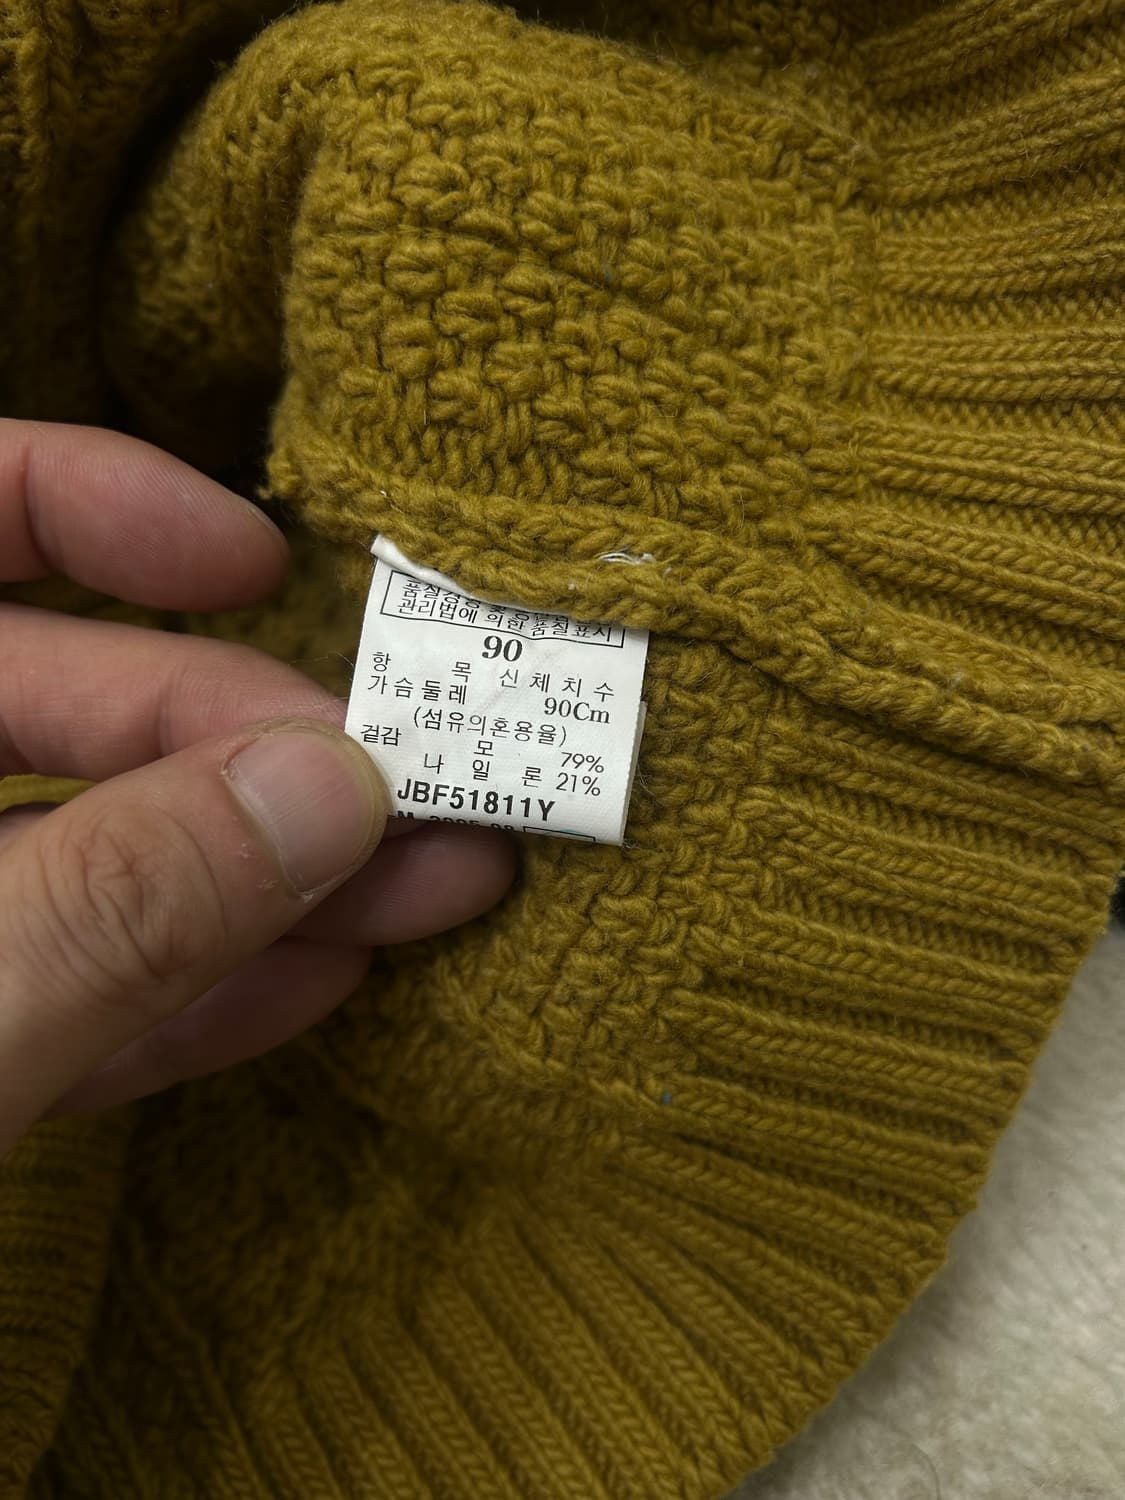 관리법에 의한 품질표시
90
항 목 신체치수
가슴둘레 90Cm
(섬유의혼용율)
겉감 모 79%
나 일 론 21%
JBF51811Y